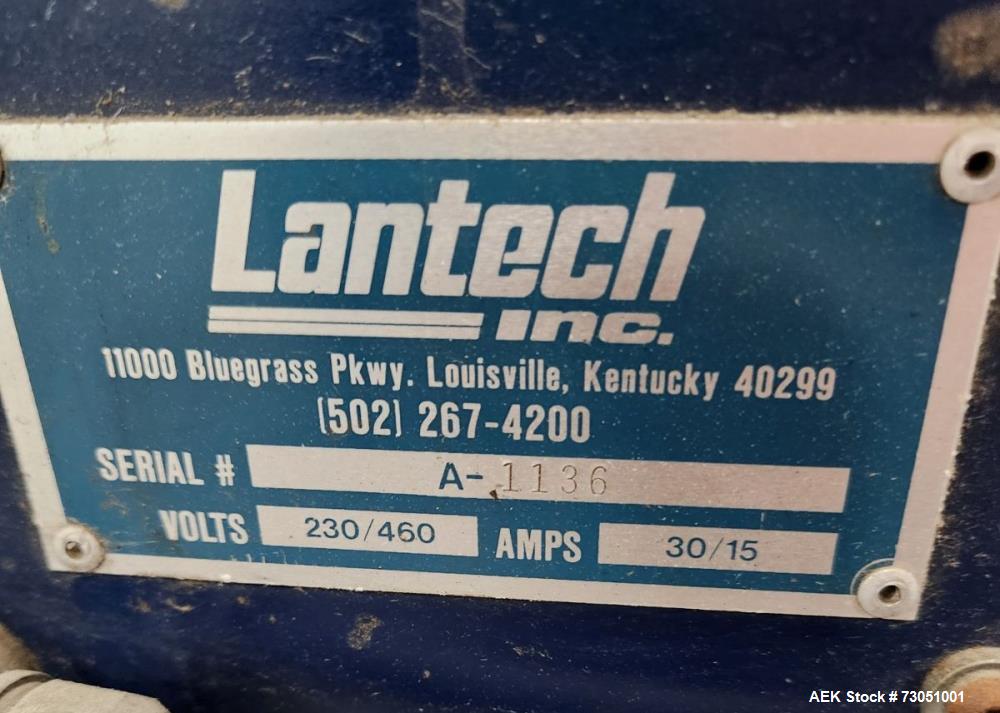 Lantech
inc.
11000 Bluegrass Pkwy. Louisville, Kentucky 40299
(502) 267-4200
SERIAL # A-1136
VOLTS 230/460 AMPS 30/15
AEK Stock # 73051001